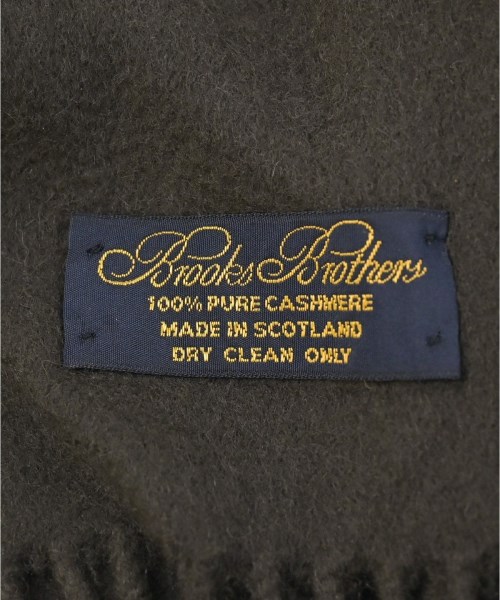 Brooks Brothers
100% PURE CASHMERE
MADE IN SCOTLAND
DRY CLEAN ONLY